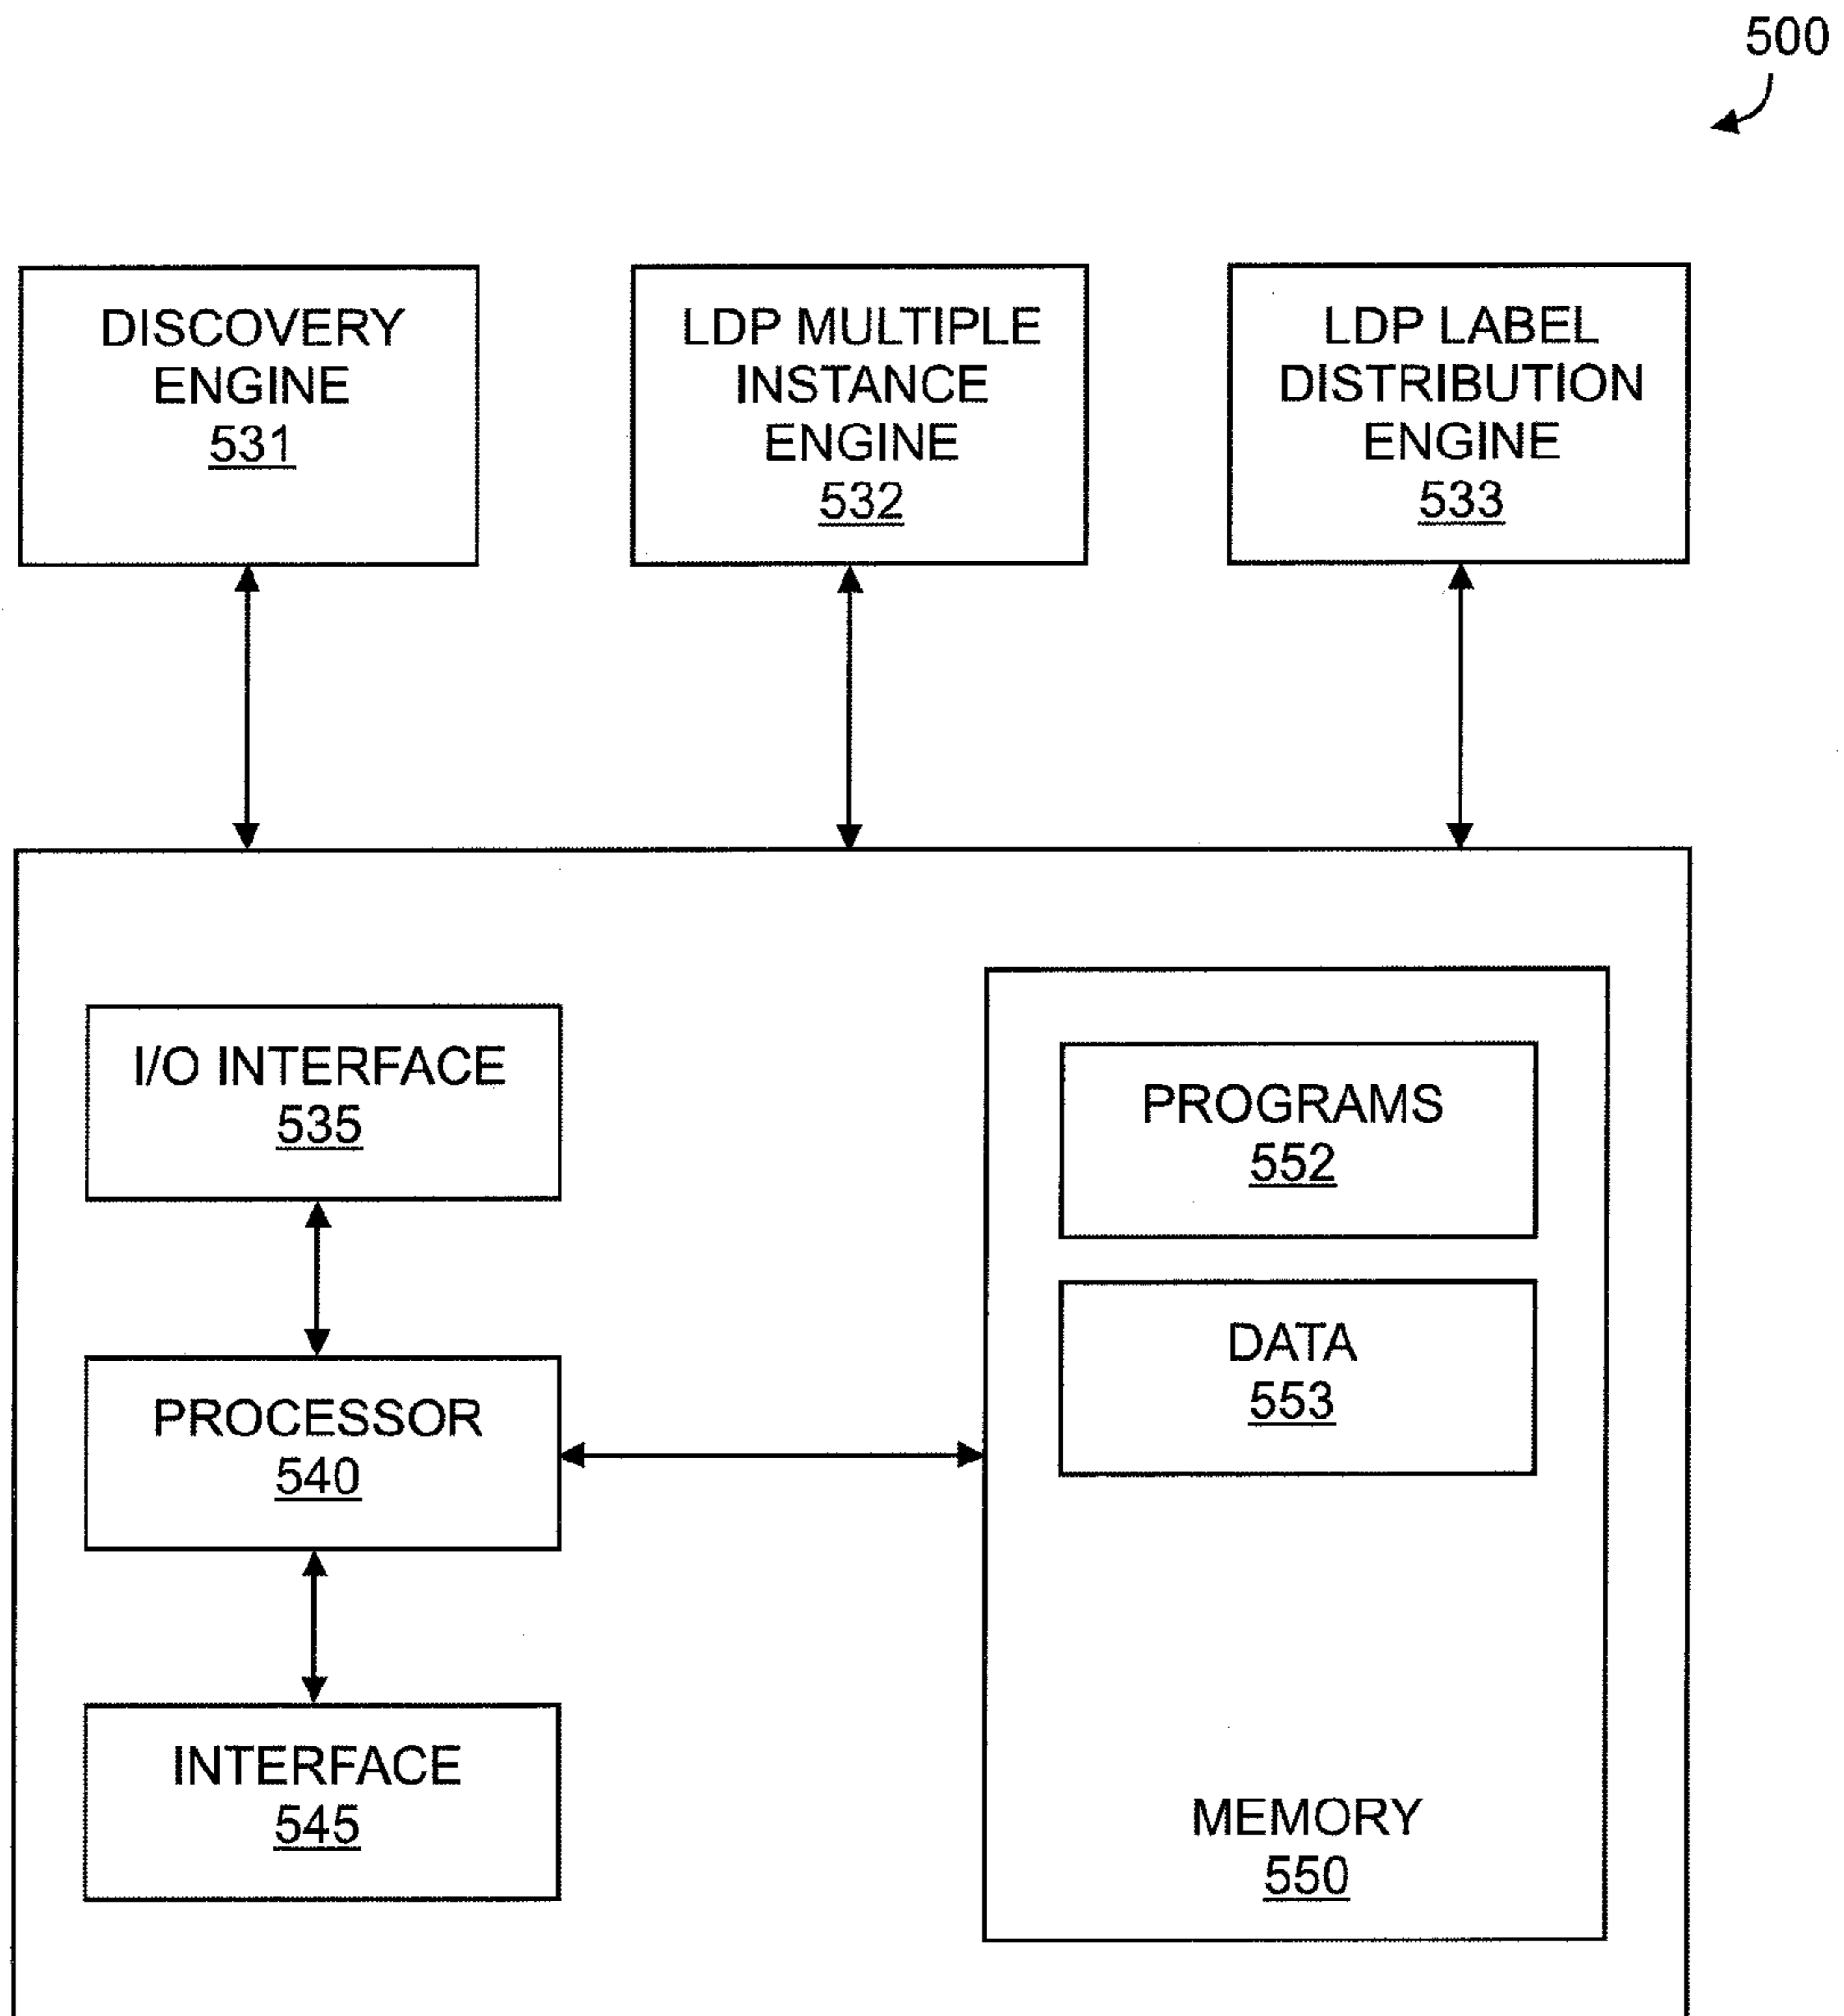 500
DISCOVERY
ENGINE
531
LDP MULTIPLE
INSTANCE
ENGINE
532
LDP LABEL
DISTRIBUTION
ENGINE
533
I/O INTERFACE
535
PROCESSOR
540
INTERFACE
545
PROGRAMS
552
DATA
553
MEMORY
550